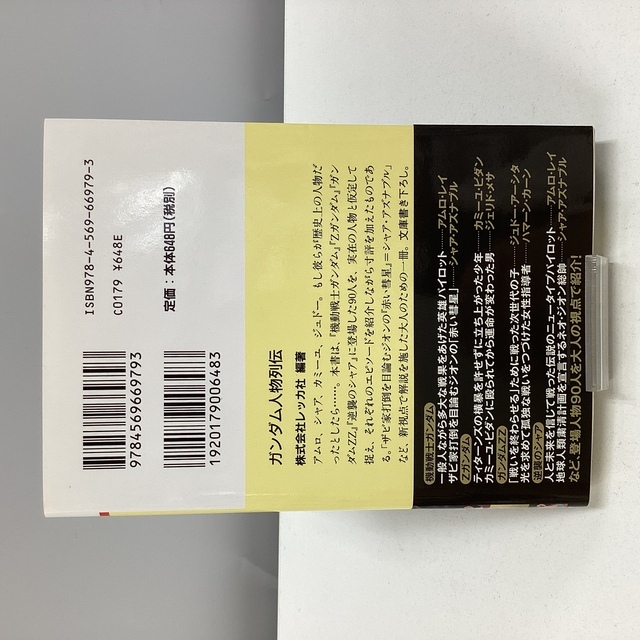 9784569669793
1920179006483
ISBN978-4-569-66979-3
C0179 ¥648E
定価：本体648円(税別)
ガンダム人物列伝
株式会社レッカ社 編著
アムロ、シャア、カミーユ、ジュドー。もし彼らが歴史上の人物だ
ったとしたら……。本書は、『機動戦士ガンダム』『Zガンダム』『ガン
ダムZZ』『逆襲のシャア』に登場した90人を、実在の人物と仮定して
捉え、それぞれのエピソードを紹介しながら寸評を加えたものであ
る。「ザビ家打倒を目論むジオンの『赤い彗星』＝シャア・アズナブル」
など、新視点で解説を施した大人のための一冊。文庫書き下ろし。
機動戦士ガンダム
一般人ながら多大な戦果をあげた英雄パイロット……アムロ・レイ
ザビ家打倒を目論むジオンの「赤い彗星」……シャア・アズナブル
Zガンダム
ティターンズの横暴を許せずに立ち上がった少年……カミーユ・ビダン
カミーユ・ビダンに殴られてから運命が変わった男……ジェリド・メサ
ガンダムZZ
「戦いを終わらせる」ために戦った次世代の子……ジュドー・アーシタ
光を求めて孤独な戦いをつづけた女性指導者……ハマーン・カーン
逆襲のシャア
人と未来を信じて戦った伝説のニュータイプパイロット……アムロ・レイ
地球人類粛清計画を宣言するネオ・ジオン総帥……シャア・アズナブル
など、登場人物90人を大人の視点で紹介!